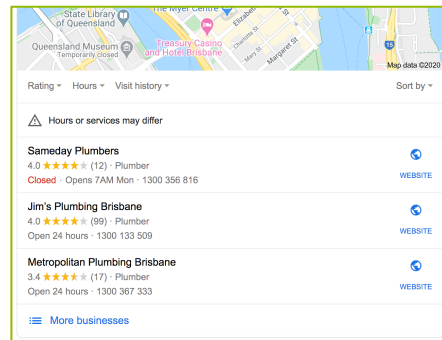 State Library
of Queensland
The Myer Centre
Elizabeth
Charlotte St
Mary St
Margaret St
Queensland Museum
Temporarily closed
Treasury Casino
and Hotel Brisbane
15
Map data ©2020
Rating Hours Visit history Sort by
Hours or services may differ
Sameday Plumbers
4.0 ★★★★★ (12) · Plumber
Closed · Opens 7AM Mon · 1300 356 816
WEBSITE
Jim's Plumbing Brisbane
4.0 ★★★★★ (99) · Plumber
Open 24 hours · 1300 133 509
WEBSITE
Metropolitan Plumbing Brisbane
3.4 ★★★★★ (17) · Plumber
Open 24 hours · 1300 367 333
WEBSITE
More businesses